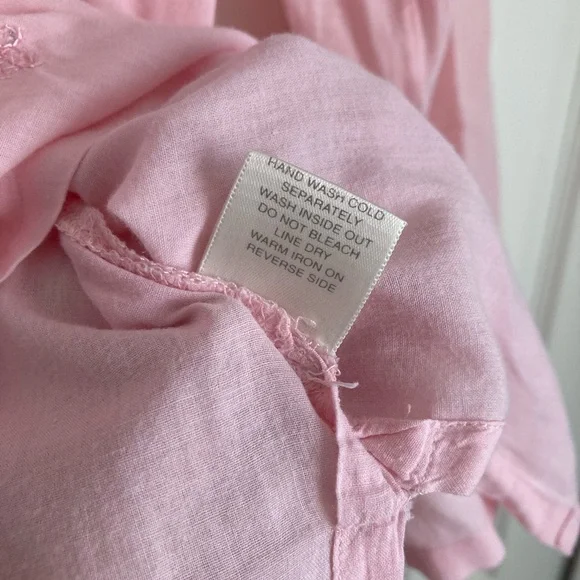 HAND WASH COLD
SEPARATELY
WASH INSIDE OUT
DO NOT BLEACH
LINE DRY
WARM IRON ON
REVERSE SIDE